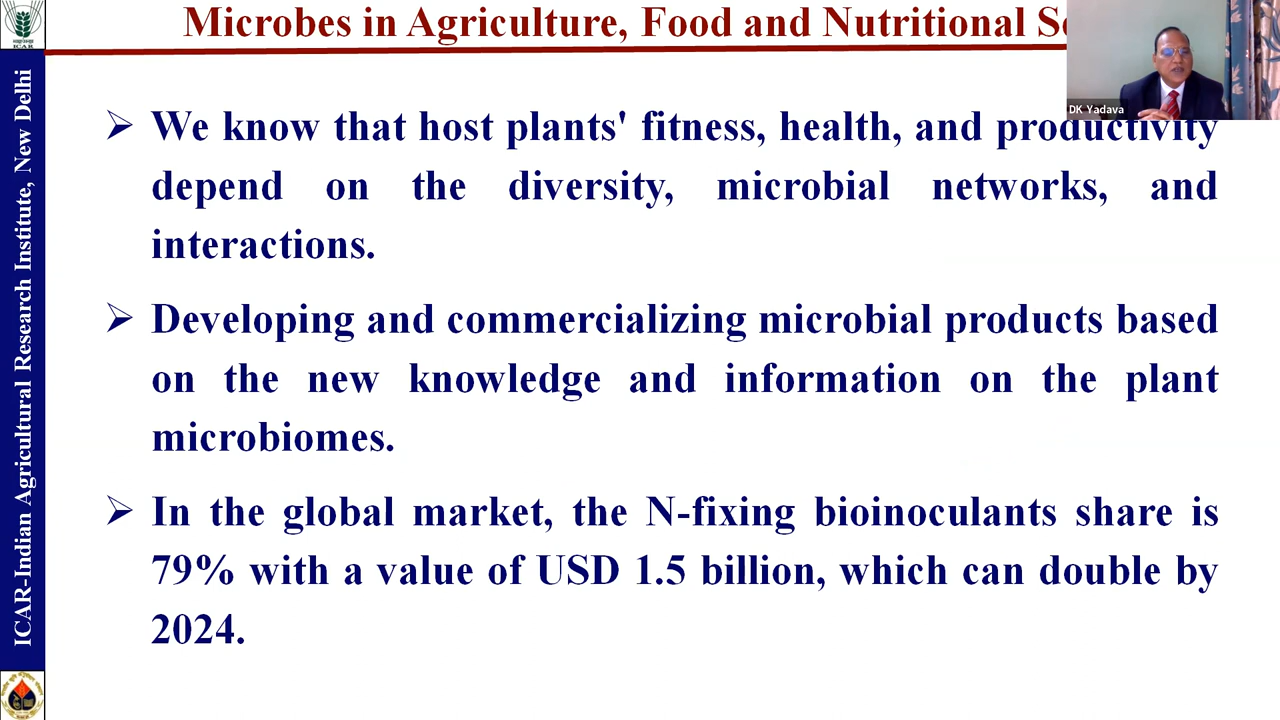 Microbes in Agriculture, Food and Nutritional
DK Yadava
➢ We know that host plants' fitness, health, and productivity
depend on the diversity, microbial networks, and
interactions.
➢ Developing and commercializing microbial products based
on the new knowledge and information on the plant
microbiomes.
➢ In the global market, the N-fixing bioinoculants share is
79% with a value of USD 1.5 billion, which can double by
2024.
ICAR-Indian Agricultural Research Institute, New Delhi
ICAR